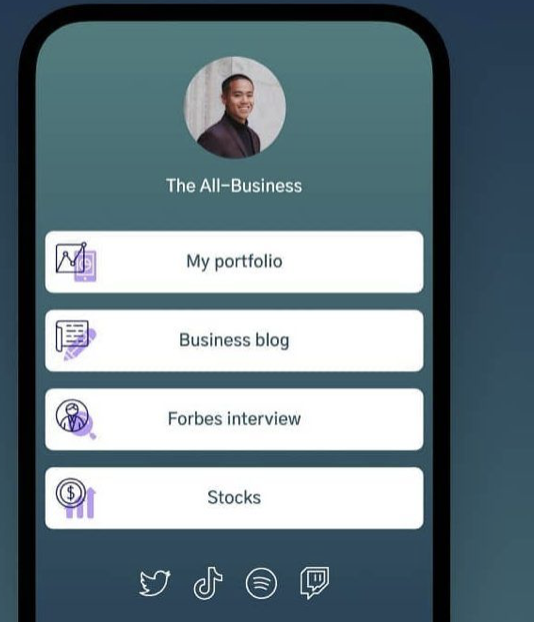 The All-Business
My portfolio
Business blog
Forbes interview
Stocks